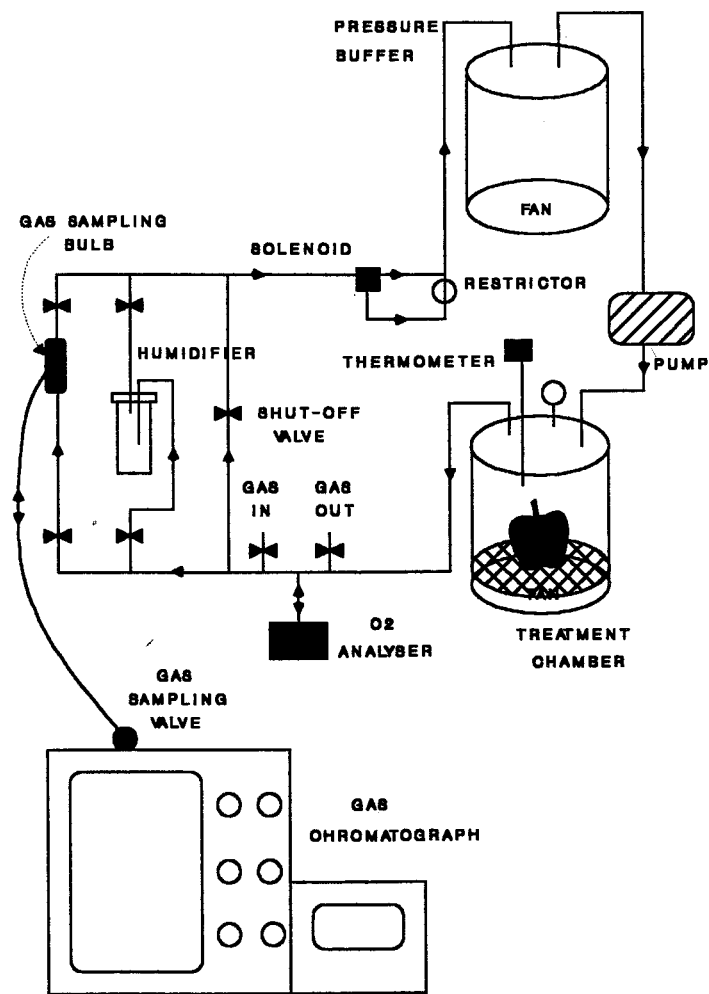 PRESSURE
BUFFER
FAN
GAS SAMPLING
BULB
SOLENOID
RESTRICTOR
THERMOMETER
PUMP
HUMIDIFIER
SHUT-OFF
VALVE
GAS
IN
GAS
OUT
FAN
TREATMENT
CHAMBER
O2
ANALYSER
GAS
SAMPLING
VALVE
GAS
OHROMATOGRAPH